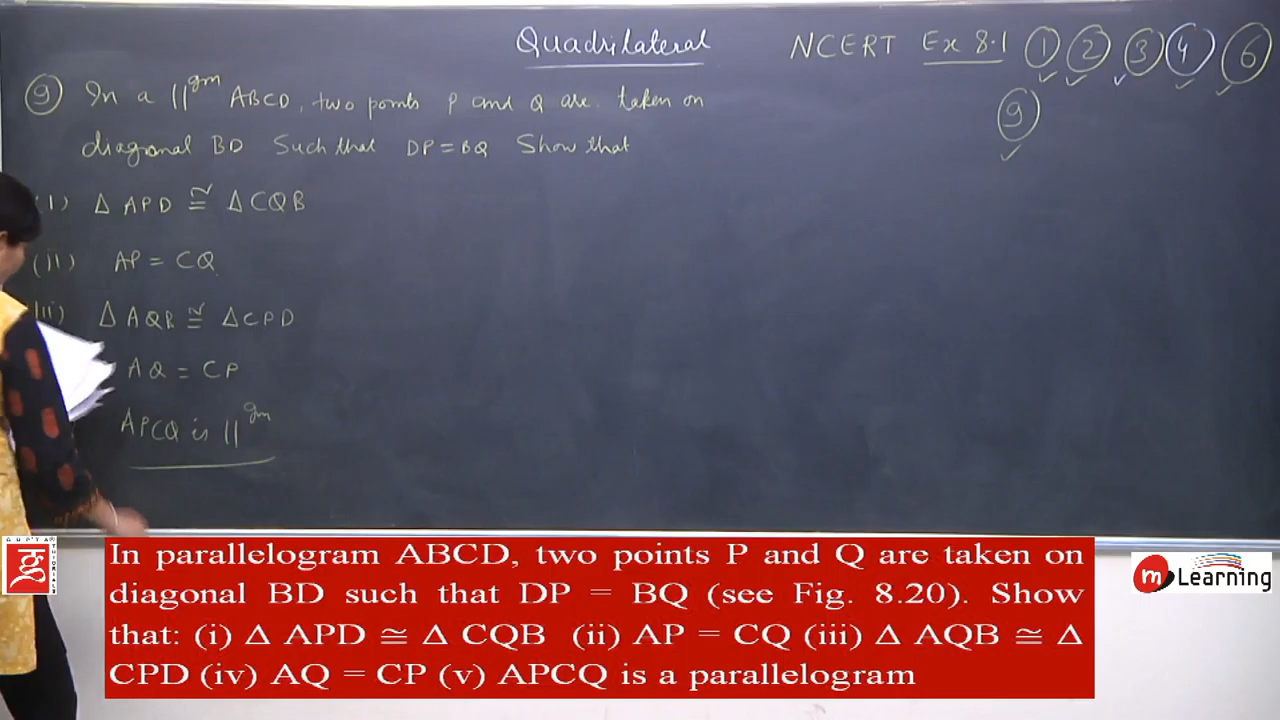 Quadrilateral NCERT Ex 8.1 1 2 3 4 6
9
9 In a ||gm ABCD, two points P and Q are taken on
diagonal BD Such that DP = BQ Show that
(I) Δ APD ≅ Δ CQB
(II) AP = CQ
Δ AQB ≅ Δ CPD
AQ = CP
APCQ is ||gm
GUPTA TUTORIALS
In parallelogram ABCD, two points P and Q are taken on
diagonal BD such that DP = BQ (see Fig. 8.20). Show
that: (i) Δ APD ≅ Δ CQB (ii) AP = CQ (iii) Δ AQB ≅ Δ
CPD (iv) AQ = CP (v) APCQ is a parallelogram
m Learning